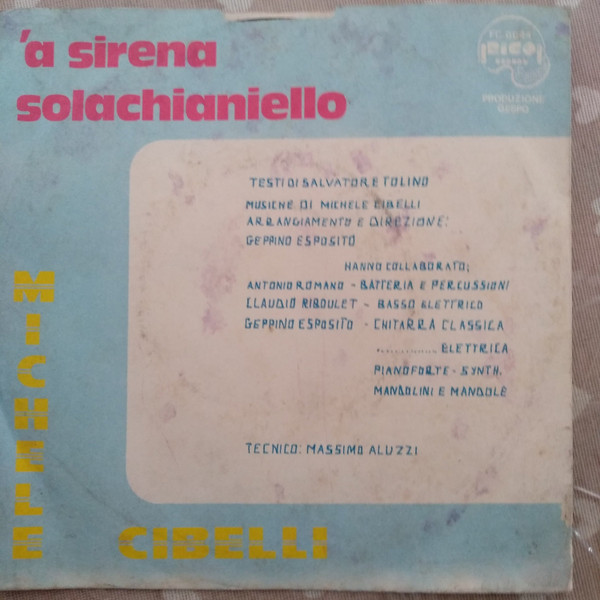 'a sirena
solachianiello
PRODUZIONE
TESTI DI SALVATORE TOLINO
MUSICHE DI MICHELE CIBELLI
ARRANGIAMENTO E DIREZIONE:
GEPPINO ESPOSITO
HANNO COLLABORATO;
ANTONIO ROMANO - BATTERIA E PERCUSSIONI
CLAUDIO RIBOULET - BASSO ELETTRICO
GEPPINO ESPOSITO - CHITARRA CLASSICA
............. ELETTRICA
PIANOFORTE - SYNTH.
MANDOLINI E MANDOLE
TECNICO: MASSIMO ALUZZI
MICHELE
CIBELLI